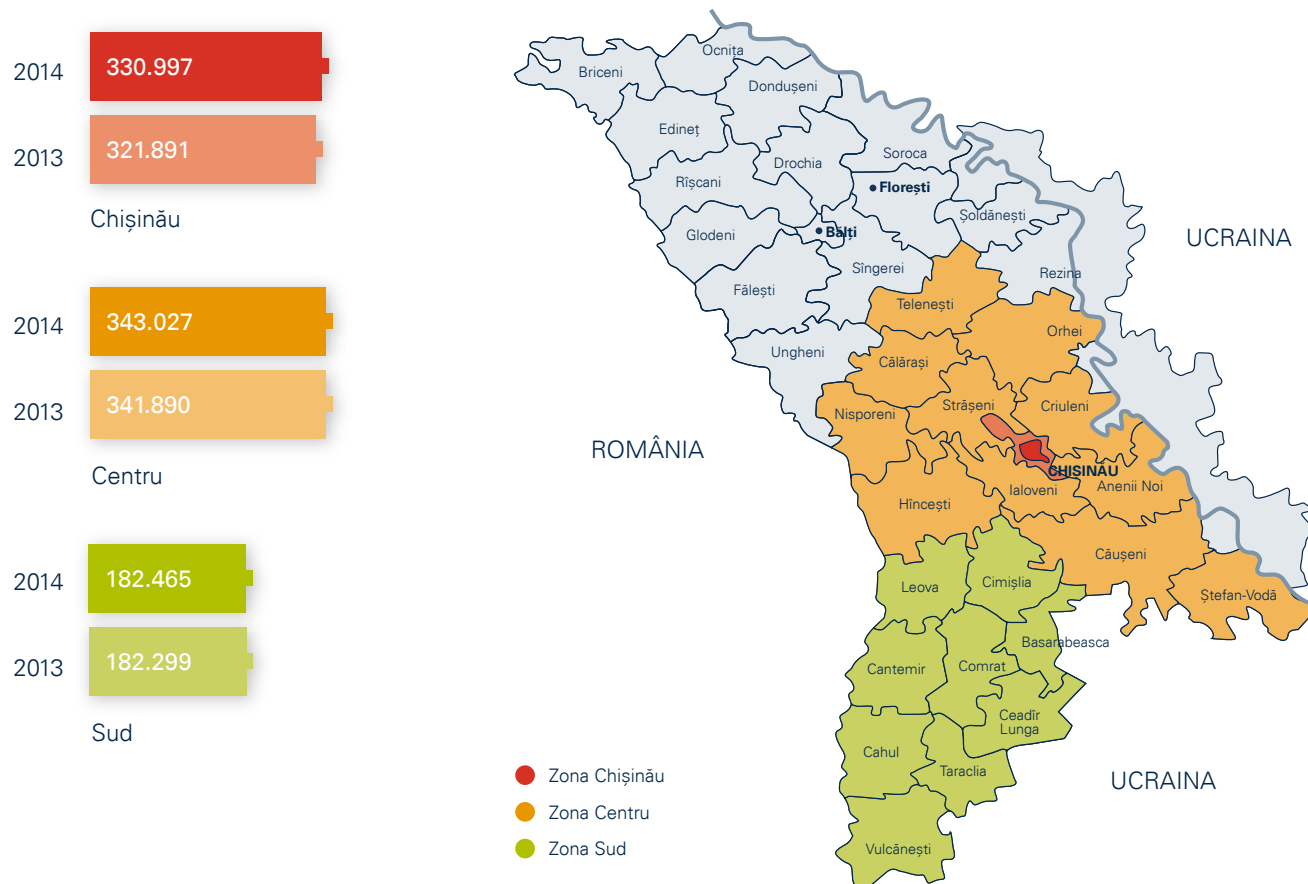 2014
330.997
2013
321.891
Chișinău
2014
343.027
2013
341.890
Centru
2014
182.465
2013
182.299
Sud
Ocnița
Briceni
Dondușeni
Edineț
Drochia
Soroca
Rîșcani
Florești
Șoldănești
Glodeni
Bălți
UCRAINA
Sîngerei
Rezina
Fălești
Telenești
Orhei
Ungheni
Călărași
Nisporeni
Strășeni
Criuleni
ROMÂNIA
CHIȘINĂU
Ialoveni
Anenii Noi
Hîncești
Căușeni
Leova
Cimișlia
Ștefan-Vodă
Basarabeasca
Cantemir
Comrat
Ceadîr
Lunga
Cahul
Taraclia
UCRAINA
Vulcănești
Zona Chișinău
Zona Centru
Zona Sud